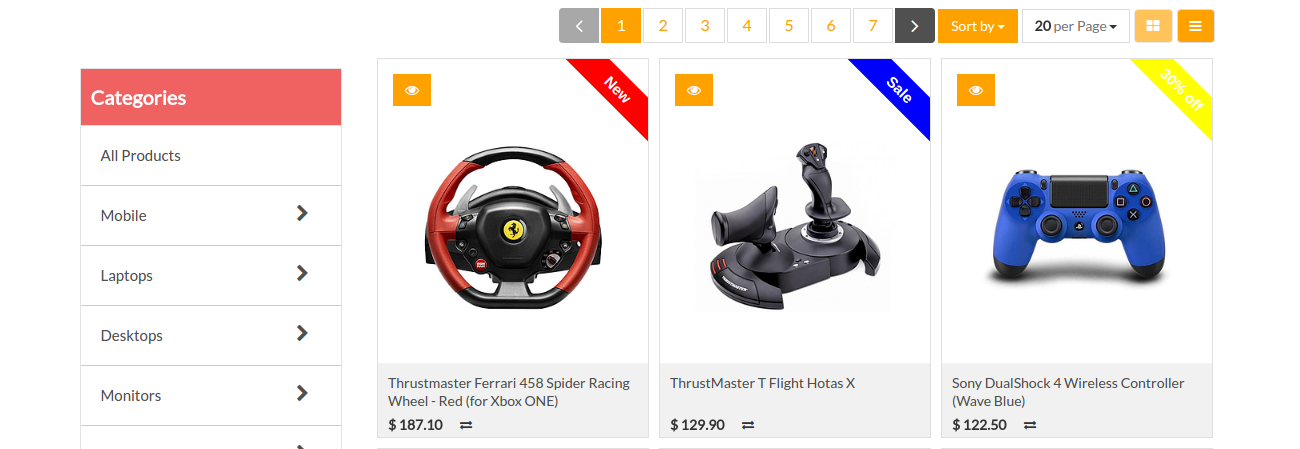 1 2 3 4 5 6 7 Sort by 20 per Page
Categories
All Products
Mobile
Laptops
Desktops
Monitors
New
Thrustmaster Ferrari 458 Spider Racing
Wheel - Red (for Xbox ONE)
$ 187.10
Sale
ThrustMaster T Flight Hotas X
$ 129.90
30% off
Sony DualShock 4 Wireless Controller
(Wave Blue)
$ 122.50